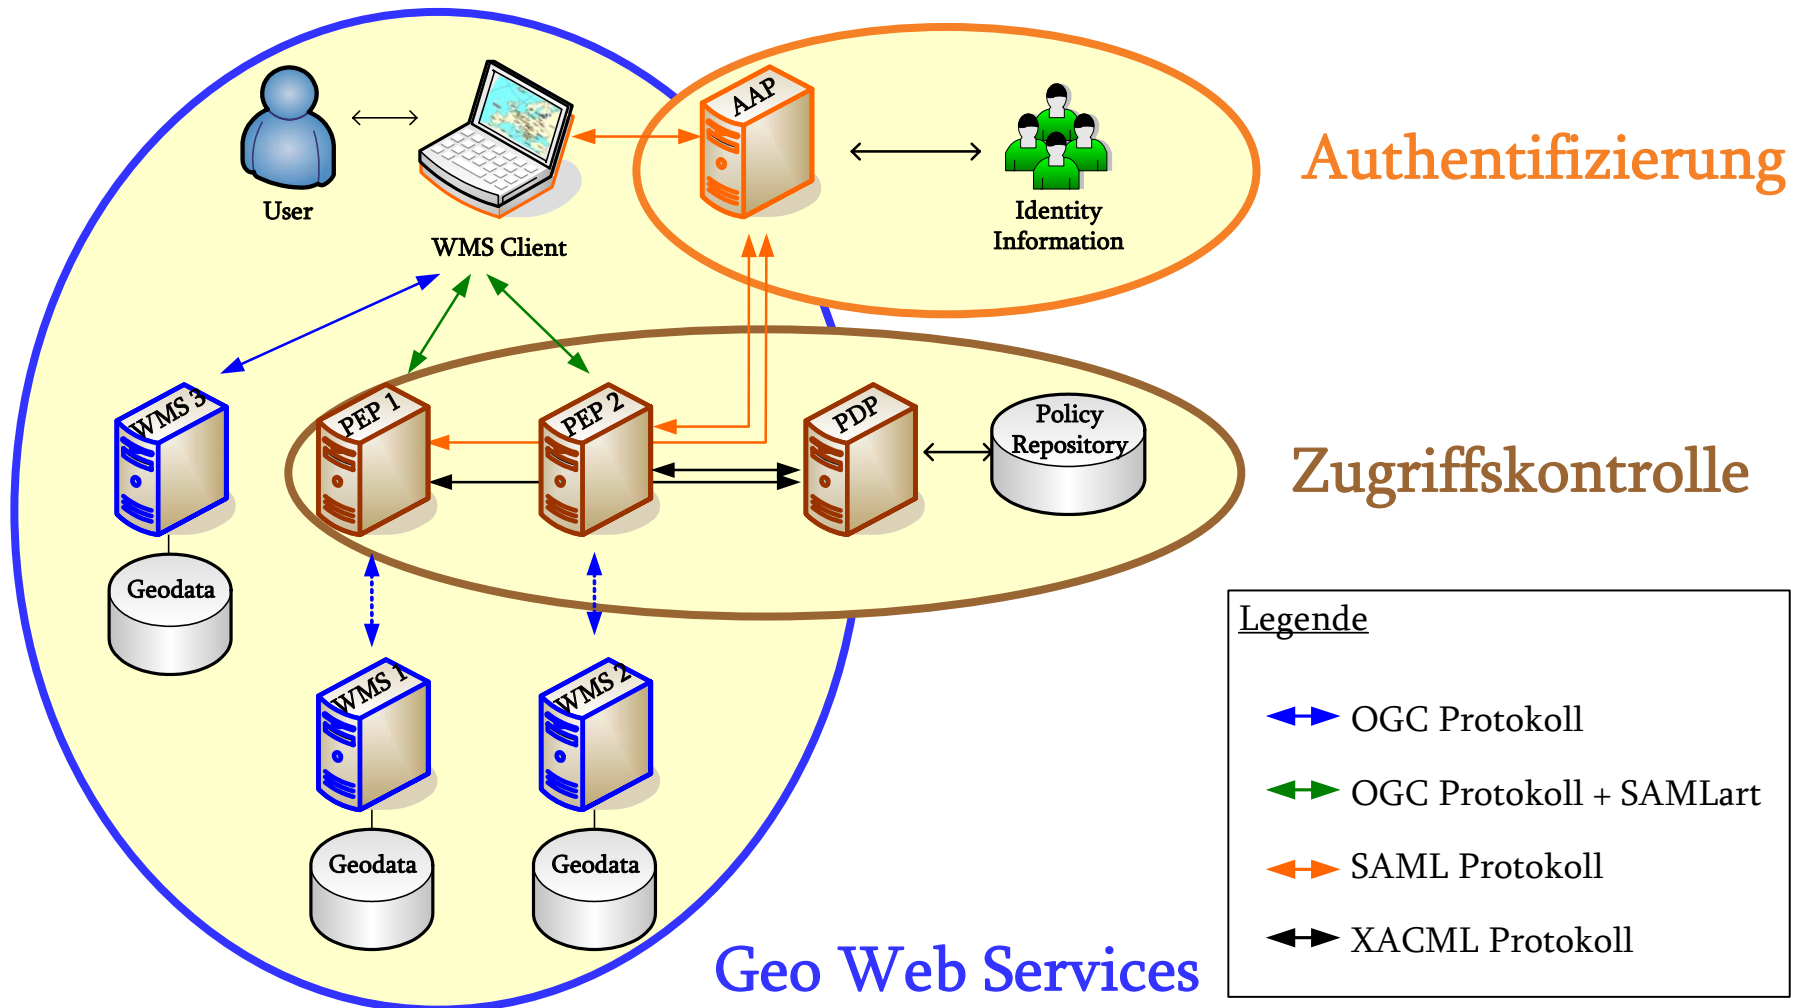 AAP
Authentifizierung
User
Identity
Information
WMS Client
WMS 3
PEP 1
PEP 2
PDP
Policy
Repository
Zugriffskontrolle
Geodata
Legende
WMS 1
WMS 2
OGC Protokoll
OGC Protokoll + SAMLart
Geodata
Geodata
SAML Protokoll
XACML Protokoll
Geo Web Services